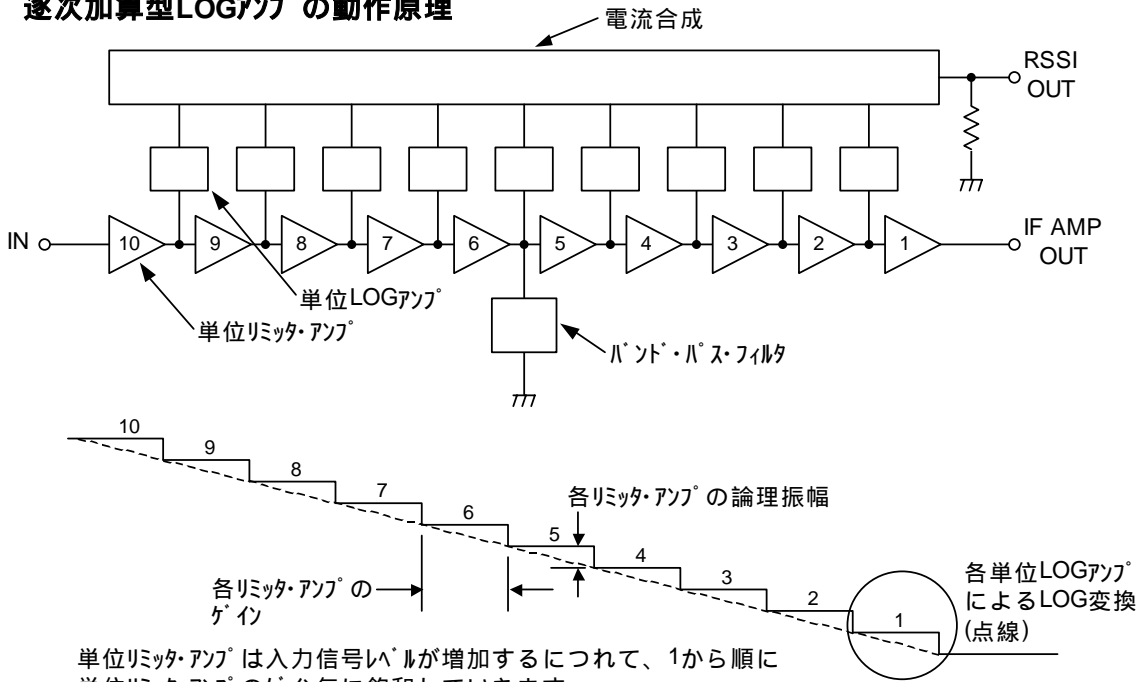 逐次加算型LOGｱﾝﾌﾟの動作原理
電流合成
RSSI
OUT
IN
10
9
8
7
6
5
4
3
2
1
IF AMP
OUT
単位LOGｱﾝﾌﾟ
単位ﾘﾐｯﾀ・ｱﾝﾌﾟ
ﾊﾞﾝﾄﾞ・ﾊﾟｽ・ﾌｨﾙﾀ
10
9
8
7
6
5
4
3
2
1
各ﾘﾐｯﾀ・ｱﾝﾌﾟの論理振幅
各ﾘﾐｯﾀ・ｱﾝﾌﾟの
ｹﾞｲﾝ
各単位LOGｱﾝﾌﾟ
によるLOG変換
(点線)
単位ﾘﾐｯﾀ・ｱﾝﾌﾟは入力信号ﾚﾍﾞﾙが増加するにつれて、1から順に